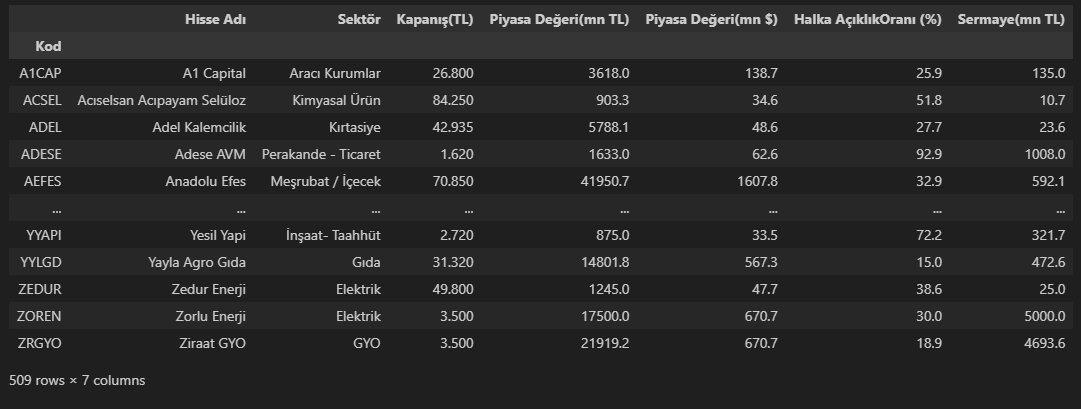 Hisse Adı Sektör Kapanış(TL) Piyasa Değeri(mn TL) Piyasa Değeri(mn $) Halka AçıklıkOranı (%) Sermaye(mn TL)
Kod
A1CAP A1 Capital Aracı Kurumlar 26.800 3618.0 138.7 25.9 135.0
ACSEL Acıselsan Acıpayam Selüloz Kimyasal Ürün 84.250 903.3 34.6 51.8 10.7
ADEL Adel Kalemcilik Kırtasiye 42.935 5788.1 48.6 27.7 23.6
ADESE Adese AVM Perakande - Ticaret 1.620 1633.0 62.6 92.9 1008.0
AEFES Anadolu Efes Meşrubat / İçecek 70.850 41950.7 1607.8 32.9 592.1
... ... ... ... ... ... ... ...
YYAPI Yesil Yapi İnşaat- Taahhüt 2.720 875.0 33.5 72.2 321.7
YYLGD Yayla Agro Gıda Gıda 31.320 14801.8 567.3 15.0 472.6
ZEDUR Zedur Enerji Elektrik 49.800 1245.0 47.7 38.6 25.0
ZOREN Zorlu Enerji Elektrik 3.500 17500.0 670.7 30.0 5000.0
ZRGYO Ziraat GYO GYO 3.500 21919.2 670.7 18.9 4693.6
509 rows × 7 columns